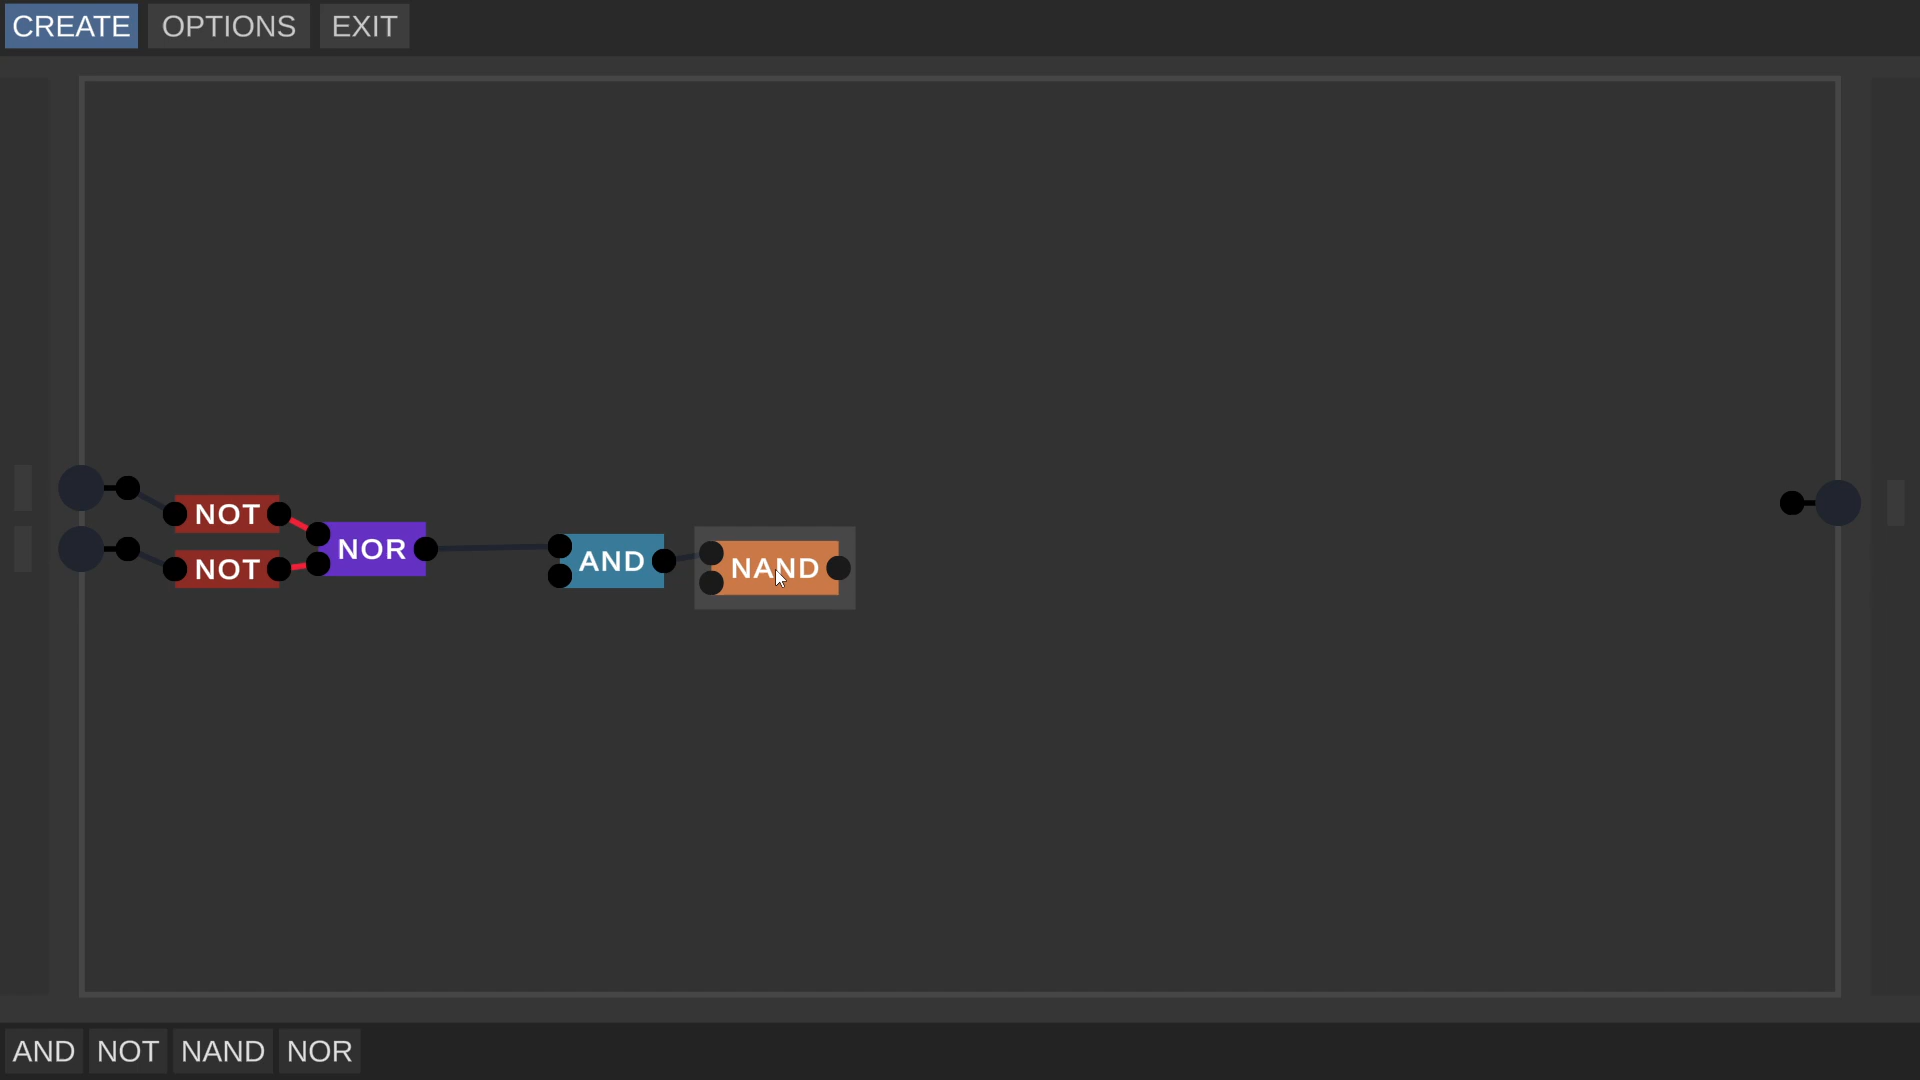 CREATE OPTIONS EXIT
NOT
NOR
AND
NAND
NOT
AND NOT NAND NOR